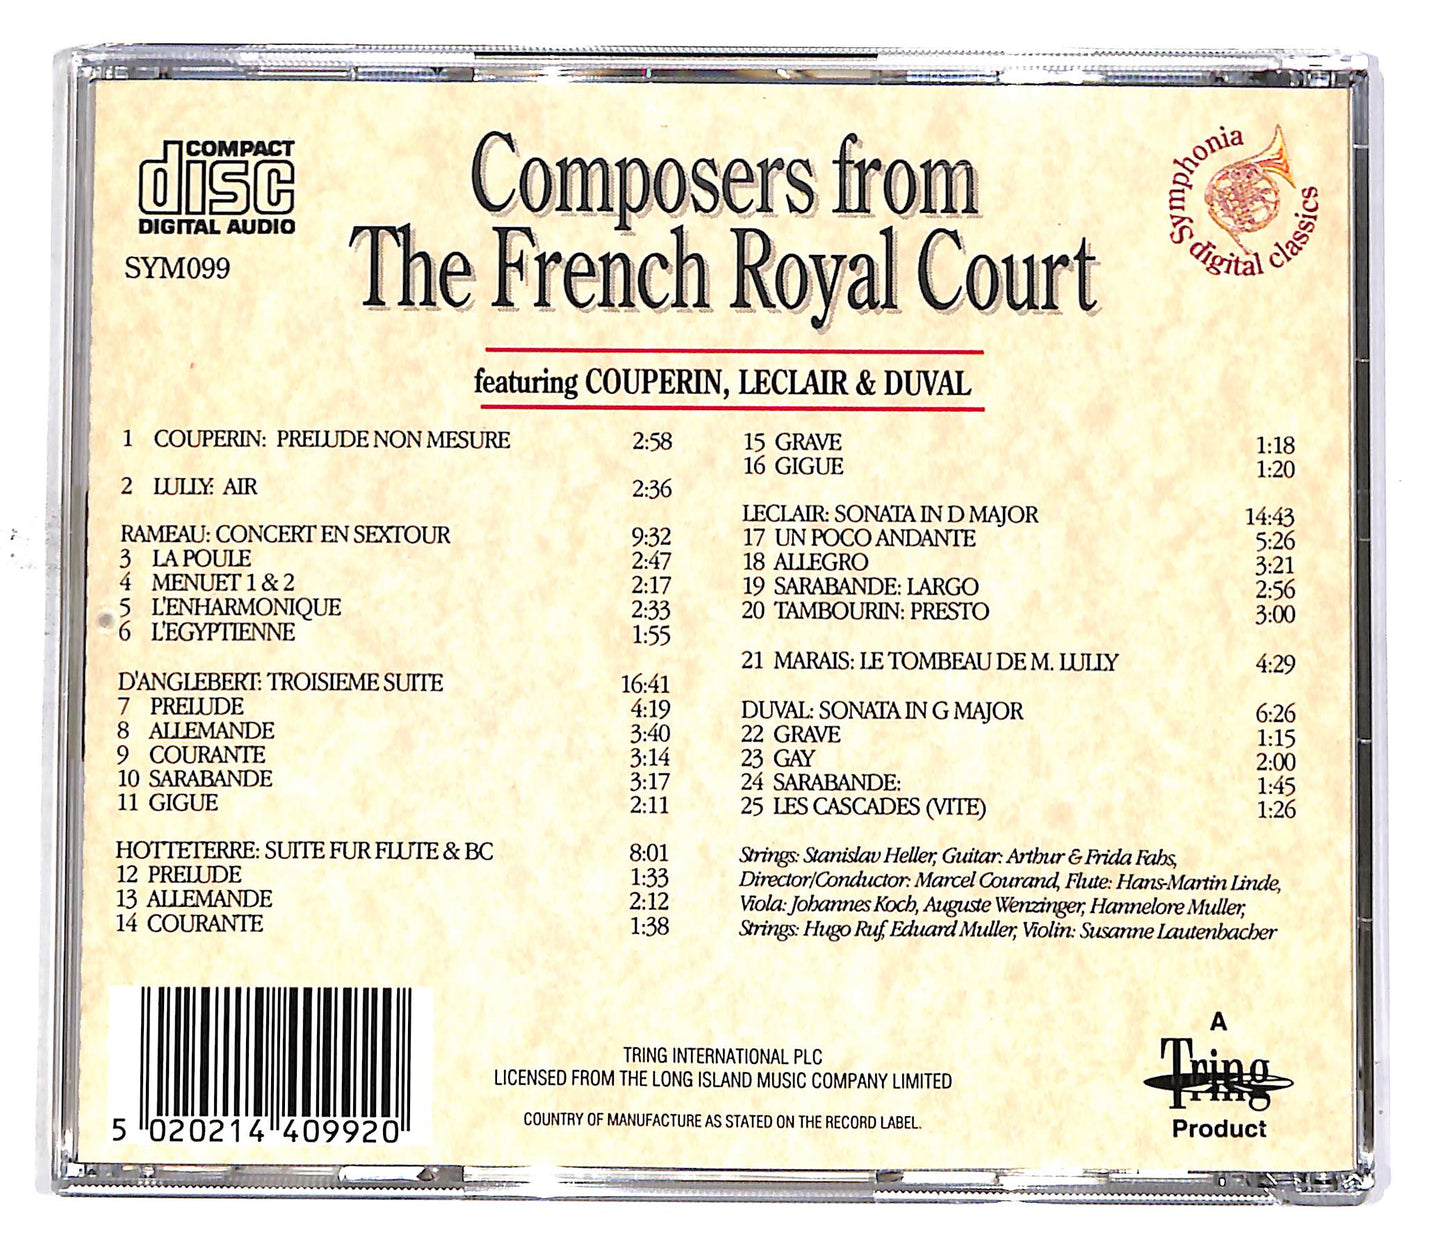 COMPACT
disc
DIGITAL AUDIO
SYM099
Composers from
The French Royal Court
Symphonia
digital classics
featuring COUPERIN, LECLAIR & DUVAL
1 COUPERIN: PRELUDE NON MESURE 2:58
2 LULLY: AIR 2:36
RAMEAU: CONCERT EN SEXTOUR 9:32
3 LA POULE 2:47
4 MENUET 1 & 2 2:17
5 L'ENHARMONIQUE 2:33
6 L'EGYPTIENNE 1:55
D'ANGLEBERT: TROISIEME SUITE 16:41
7 PRELUDE 4:19
8 ALLEMANDE 3:40
9 COURANTE 3:14
10 SARABANDE 3:17
11 GIGUE 2:11
HOTTETERRE: SUITE FUR FLUTE & BC 8:01
12 PRELUDE 1:33
13 ALLEMANDE 2:12
14 COURANTE 1:38
15 GRAVE 1:18
16 GIGUE 1:20
LECLAIR: SONATA IN D MAJOR 14:43
17 UN POCO ANDANTE 5:26
18 ALLEGRO 3:21
19 SARABANDE: LARGO 2:56
20 TAMBOURIN: PRESTO 3:00
21 MARAIS: LE TOMBEAU DE M. LULLY 4:29
DUVAL: SONATA IN G MAJOR 6:26
22 GRAVE 1:15
23 GAY 2:00
24 SARABANDE: 1:45
25 LES CASCADES (VITE) 1:26
Strings: Stanislav Heller, Guitar: Arthur & Frida Fahs,
Director/Conductor: Marcel Courand, Flute: Hans-Martin Linde,
Viola: Johannes Koch, Auguste Wenzinger, Hannelore Muller,
Strings: Hugo Ruf, Eduard Muller, Violin: Susanne Lautenbacher
5 020214 409920
TRING INTERNATIONAL PLC
LICENSED FROM THE LONG ISLAND MUSIC COMPANY LIMITED
COUNTRY OF MANUFACTURE AS STATED ON THE RECORD LABEL.
A
Tring
Product